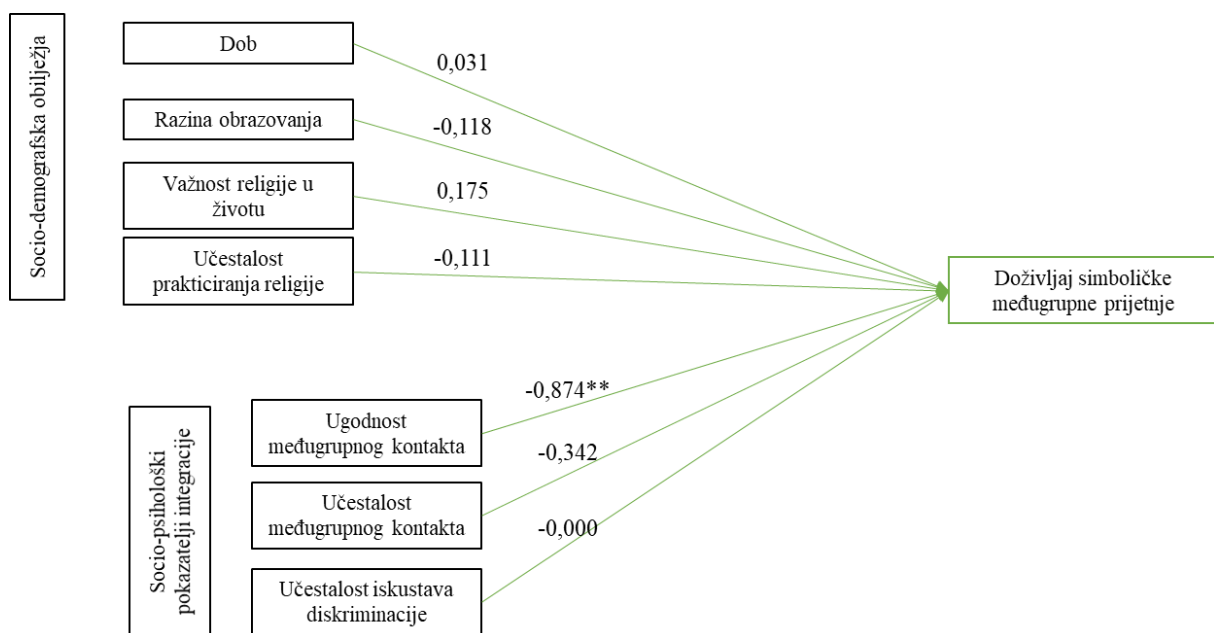 Socio-demografska obilježja
Dob
0,031
Razina obrazovanja
-0,118
Važnost religije u
životu
0,175
Učestalost
prakticiranja religije
-0,111
Doživljaj simboličke
međugrupne prijetnje
Socio-psihološki
pokazatelji integracije
Ugodnost
međugrupnog kontakta
-0,874**
Učestalost
međugrupnog kontakta
-0,342
Učestalost iskustava
diskriminacije
-0,000